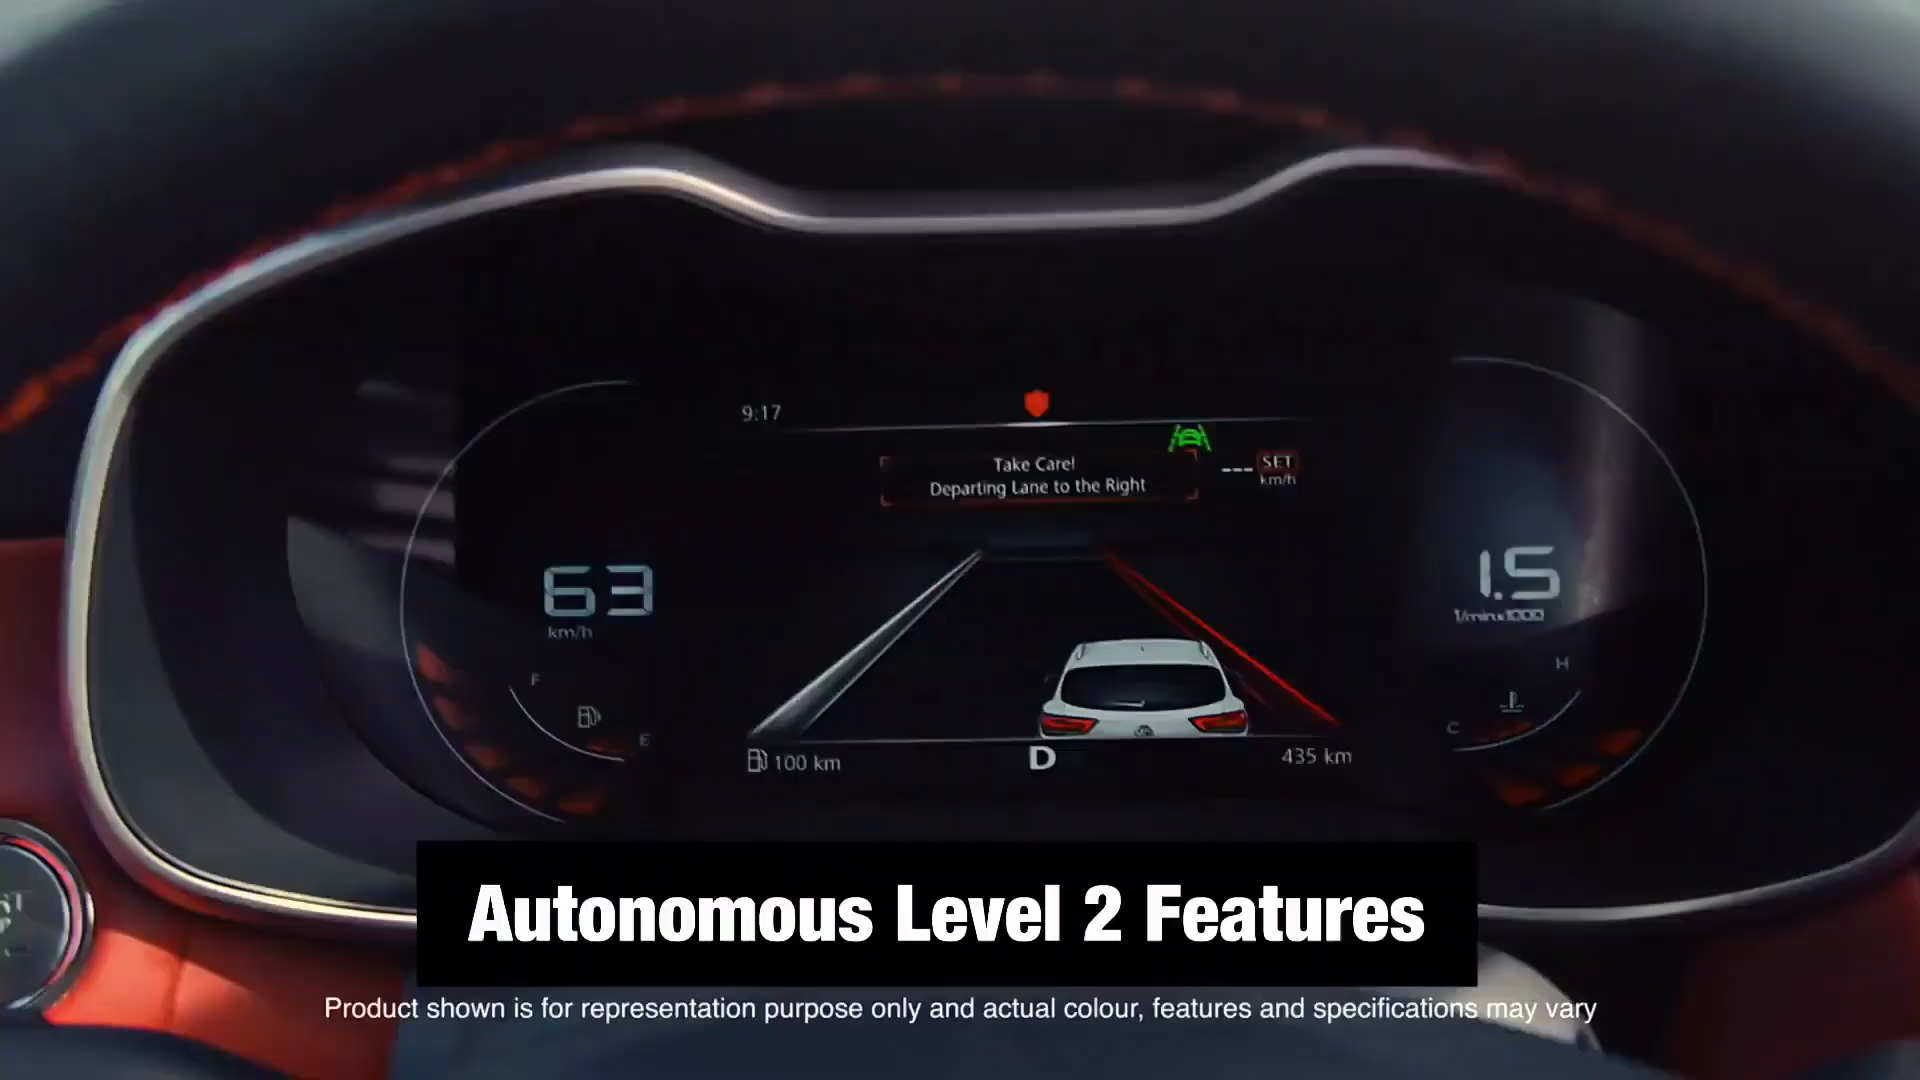 9:17
Take Care!
Departing Lane to the Right
---
SET
km/h
63
km/h
1.5
1/minx1000
F
E
H
C
100 km
D
435 km
Autonomous Level 2 Features
Product shown is for representation purpose only and actual colour, features and specifications may vary